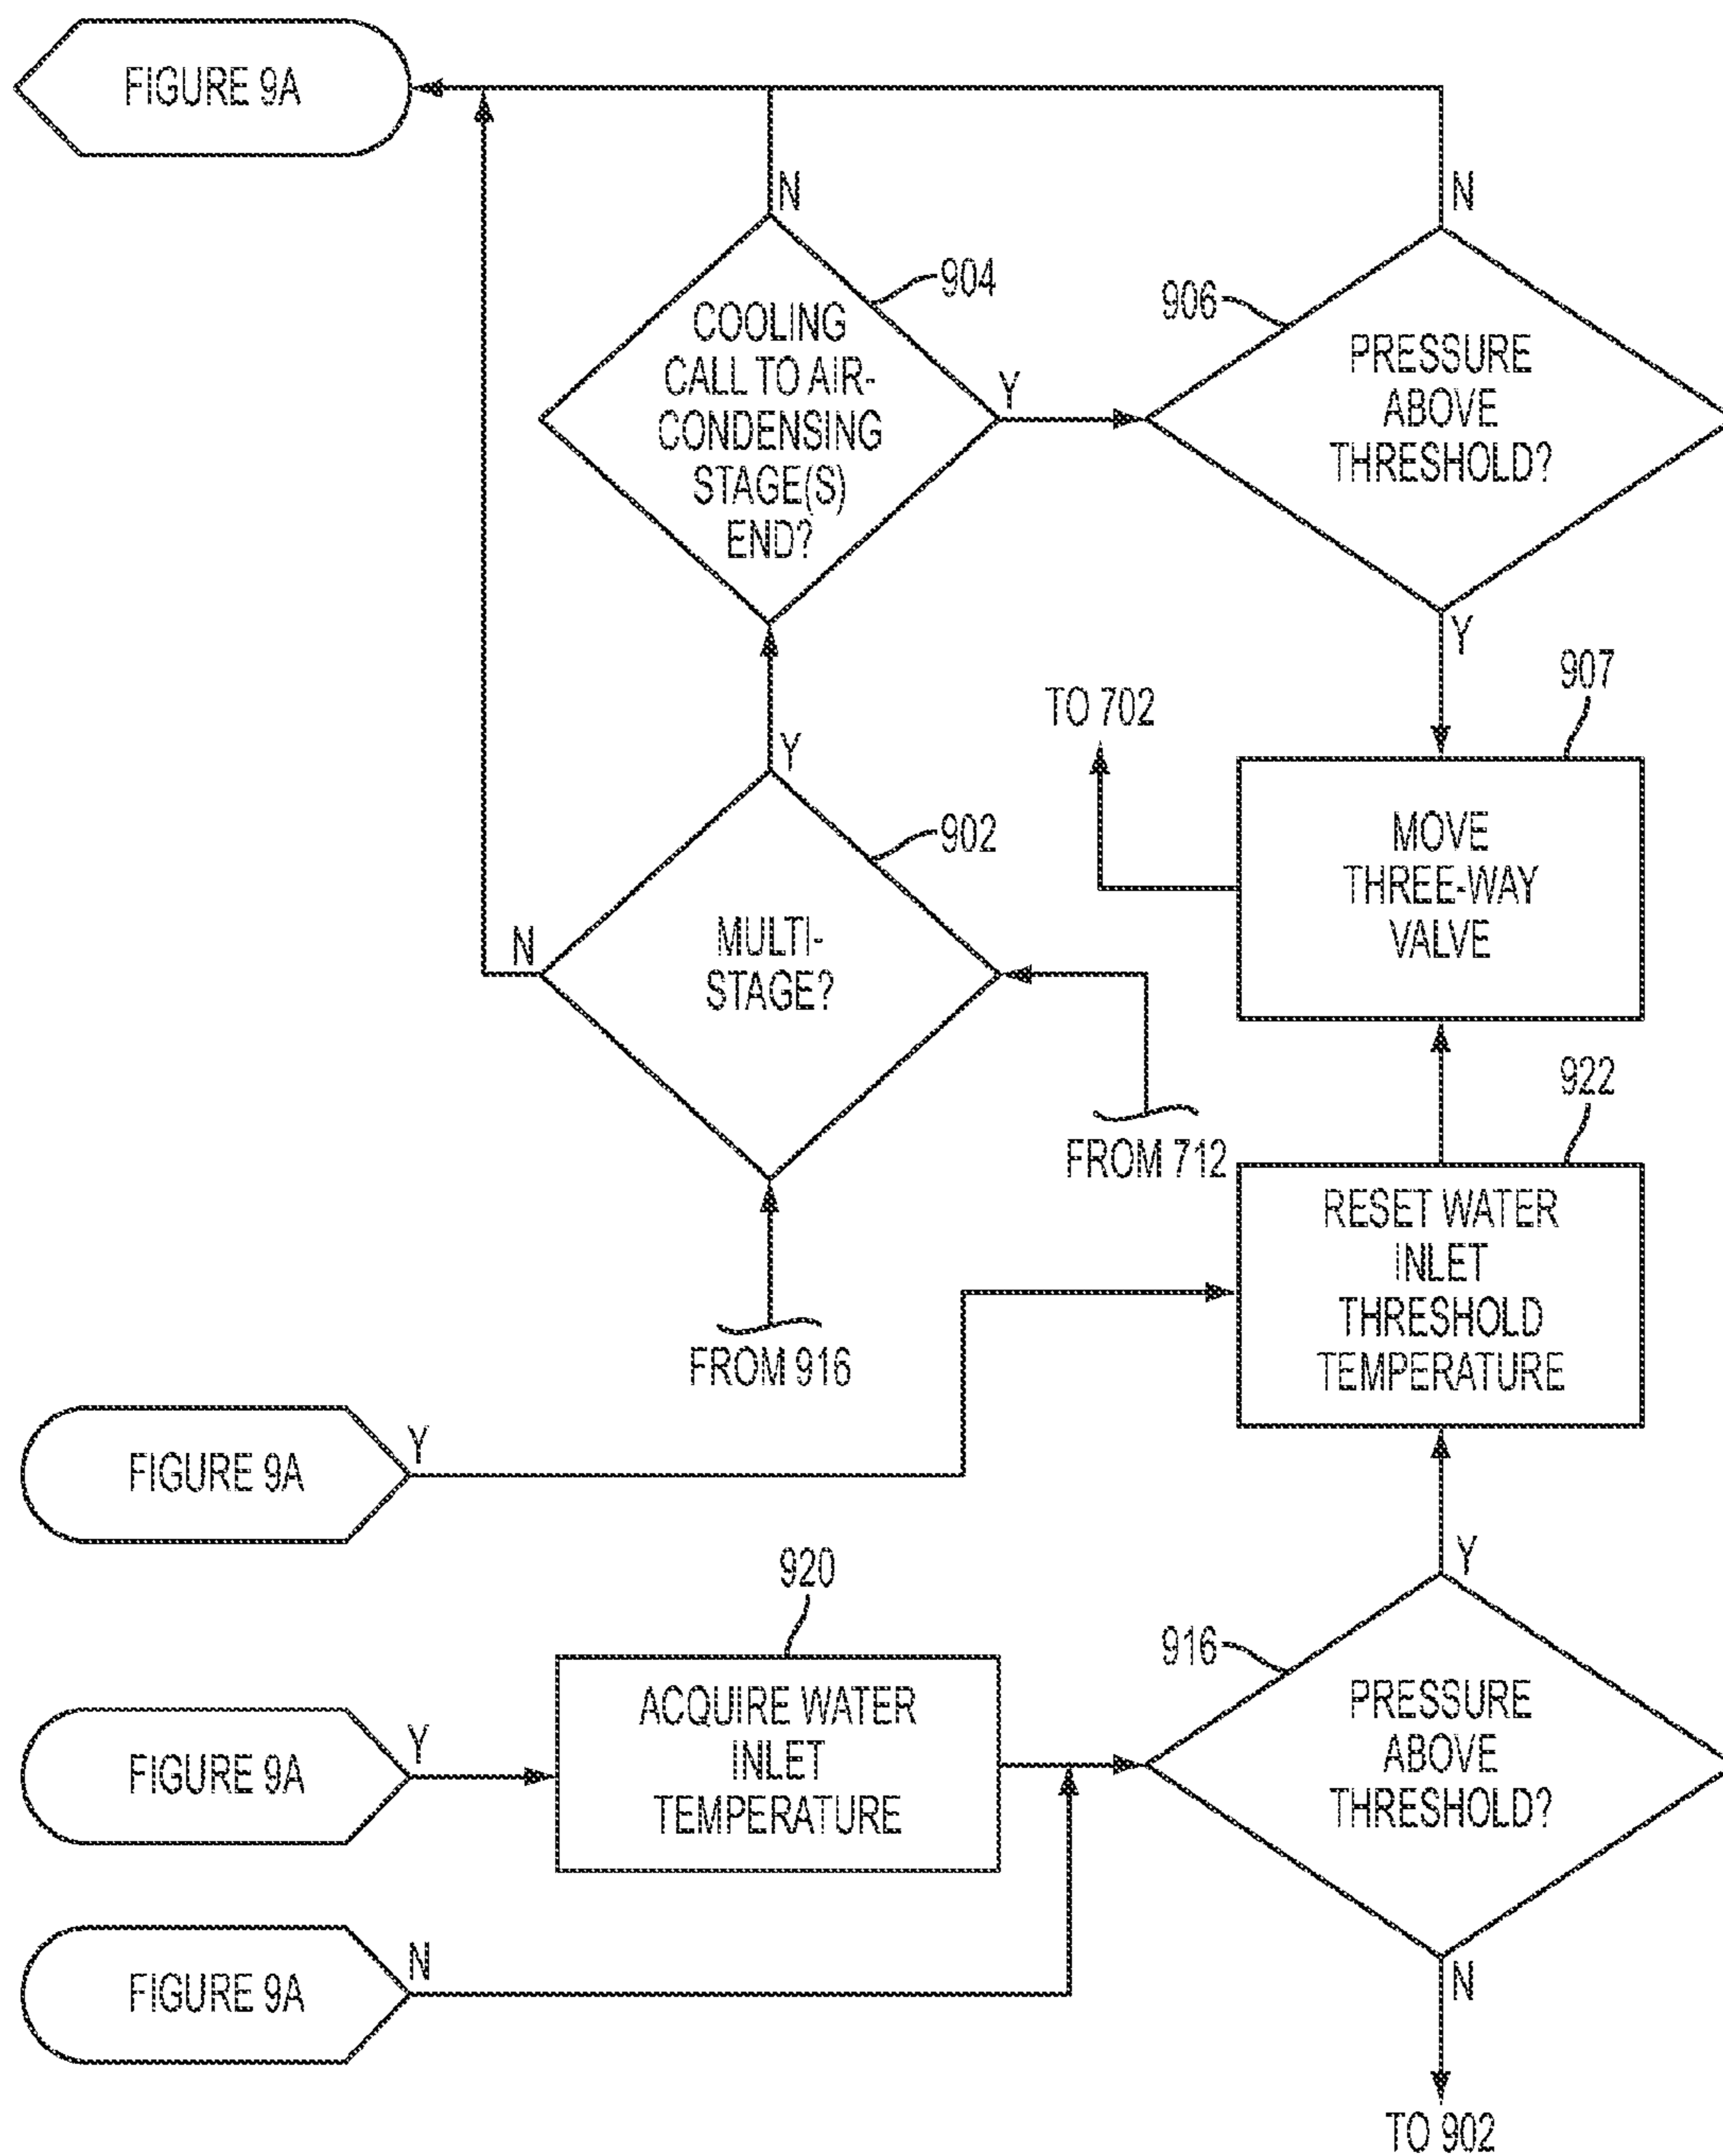 FIGURE 9A
N
N
904
906
COOLING
CALL TO AIR-
CONDENSING
STAGE(S)
END?
Y
PRESSURE
ABOVE
THRESHOLD?
Y
907
TO 702
Y
MOVE
THREE-WAY
VALVE
902
N
MULTI-
STAGE?
922
FROM 712
RESET WATER
INLET
THRESHOLD
TEMPERATURE
FROM 916
FIGURE 9A
Y
Y
920
916
ACQUIRE WATER
INLET
TEMPERATURE
PRESSURE
ABOVE
THRESHOLD?
FIGURE 9A
Y
FIGURE 9A
N
N
TO 902